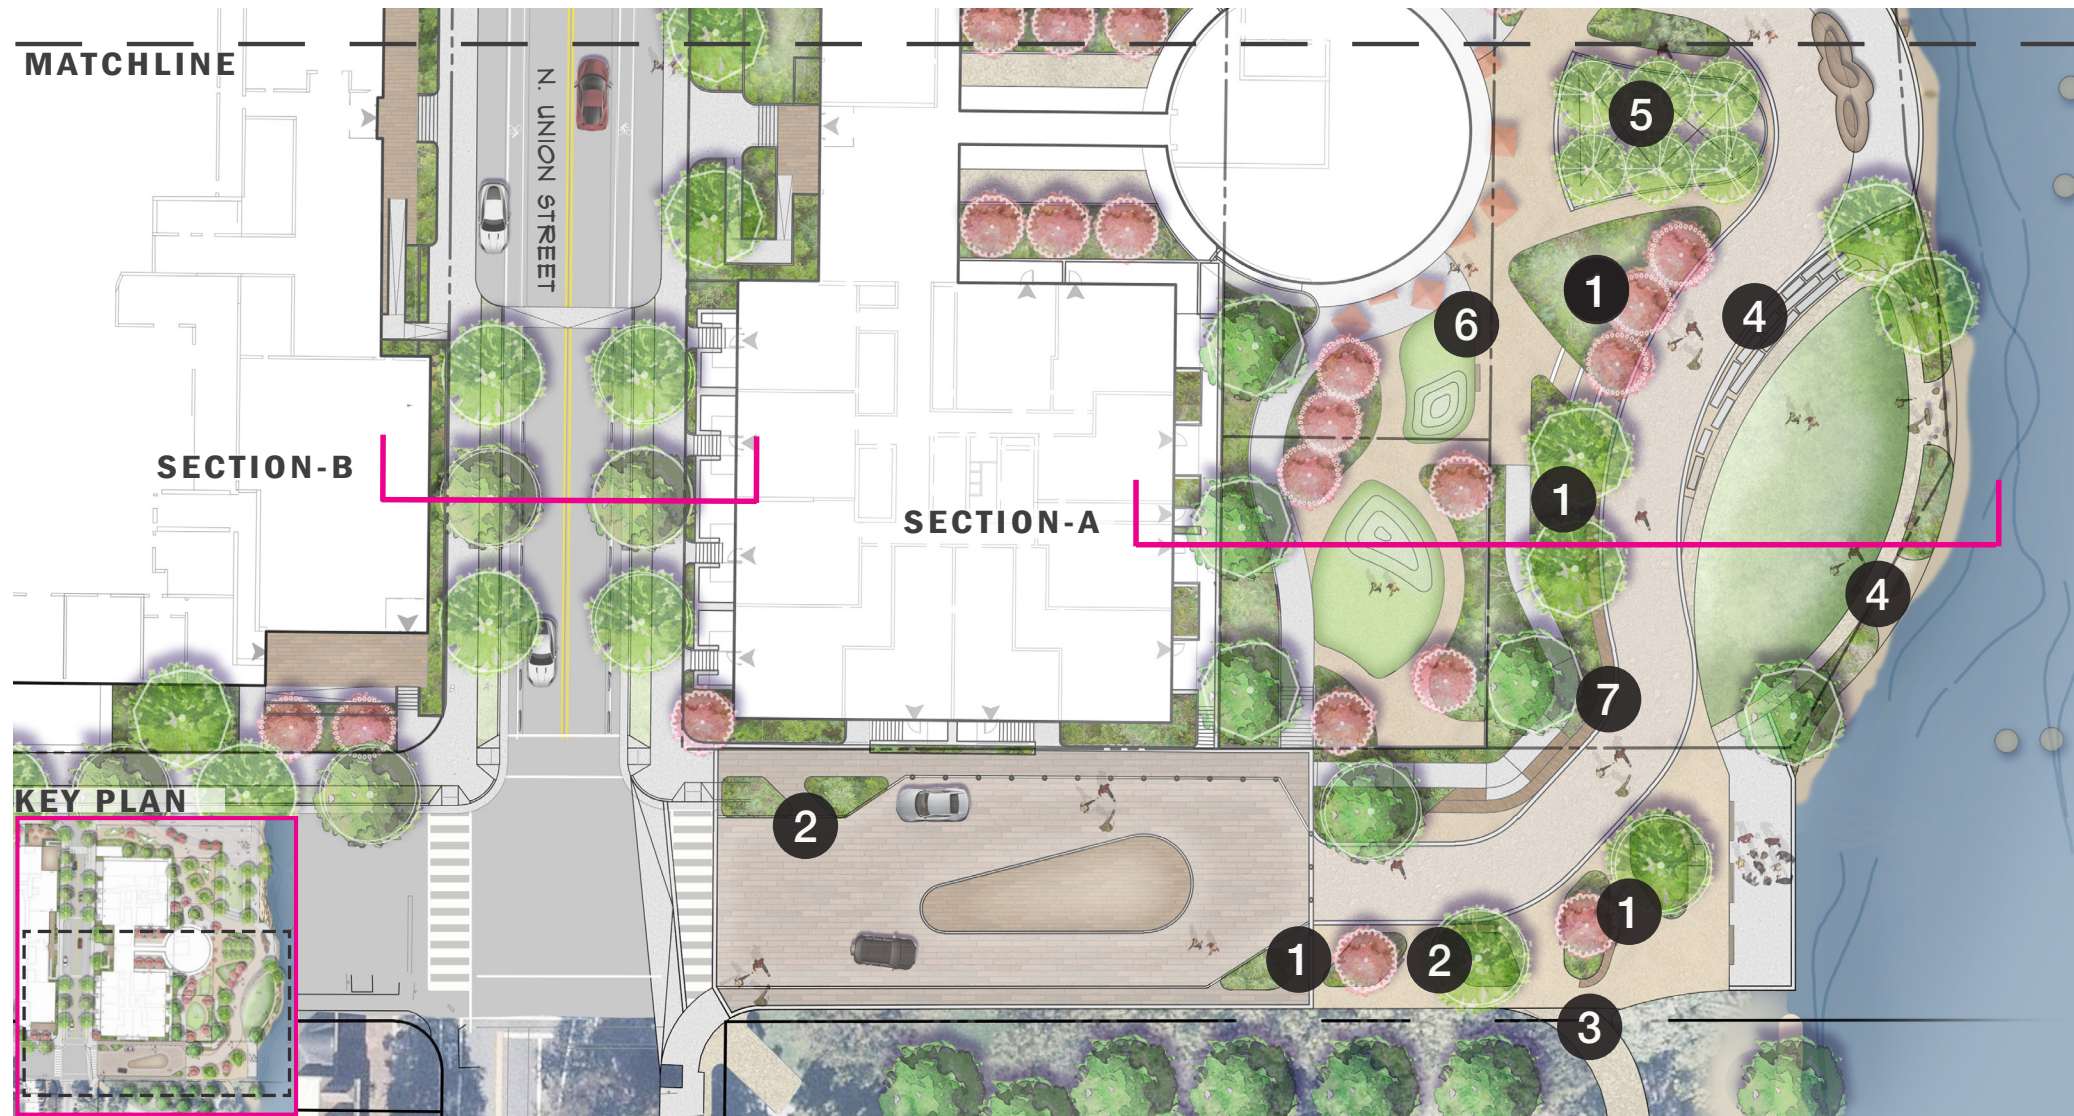 MATCHLINE
N. UNION STREET
5
1
4
6
SECTION-B
1
SECTION-A
4
7
KEY PLAN
2
1
1
2
3